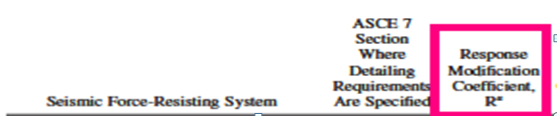 ASCE 7
Section
Where
Detailing
Requirements
Are Specified
Response
Modification
Coefficient,
Rᵃ
Seismic Force-Resisting System